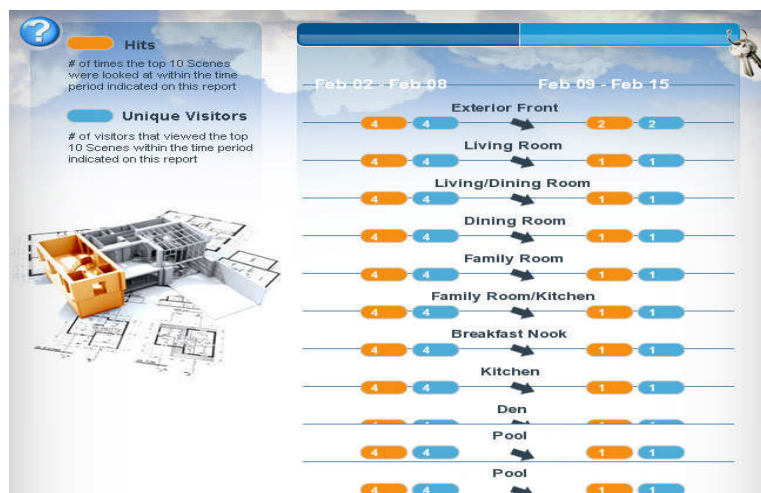 ?
Hits
# of times the top 10 Scenes
were looked at within the time
period indicated on this report
Unique Visitors
# of visitors that viewed the top
10 Scenes within the time period
indicated on this report
Feb 02 - Feb 08 Feb 09 - Feb 15
Exterior Front
4 4 2 2
Living Room
4 4 1 1
Living/Dining Room
4 4 1 1
Dining Room
4 4 1 1
Family Room
4 4 1 1
Family Room/Kitchen
4 4 1 1
Breakfast Nook
4 4 1 1
Kitchen
4 4 1 1
Den
Pool
4 4 1 1
Pool
4 4 1 1